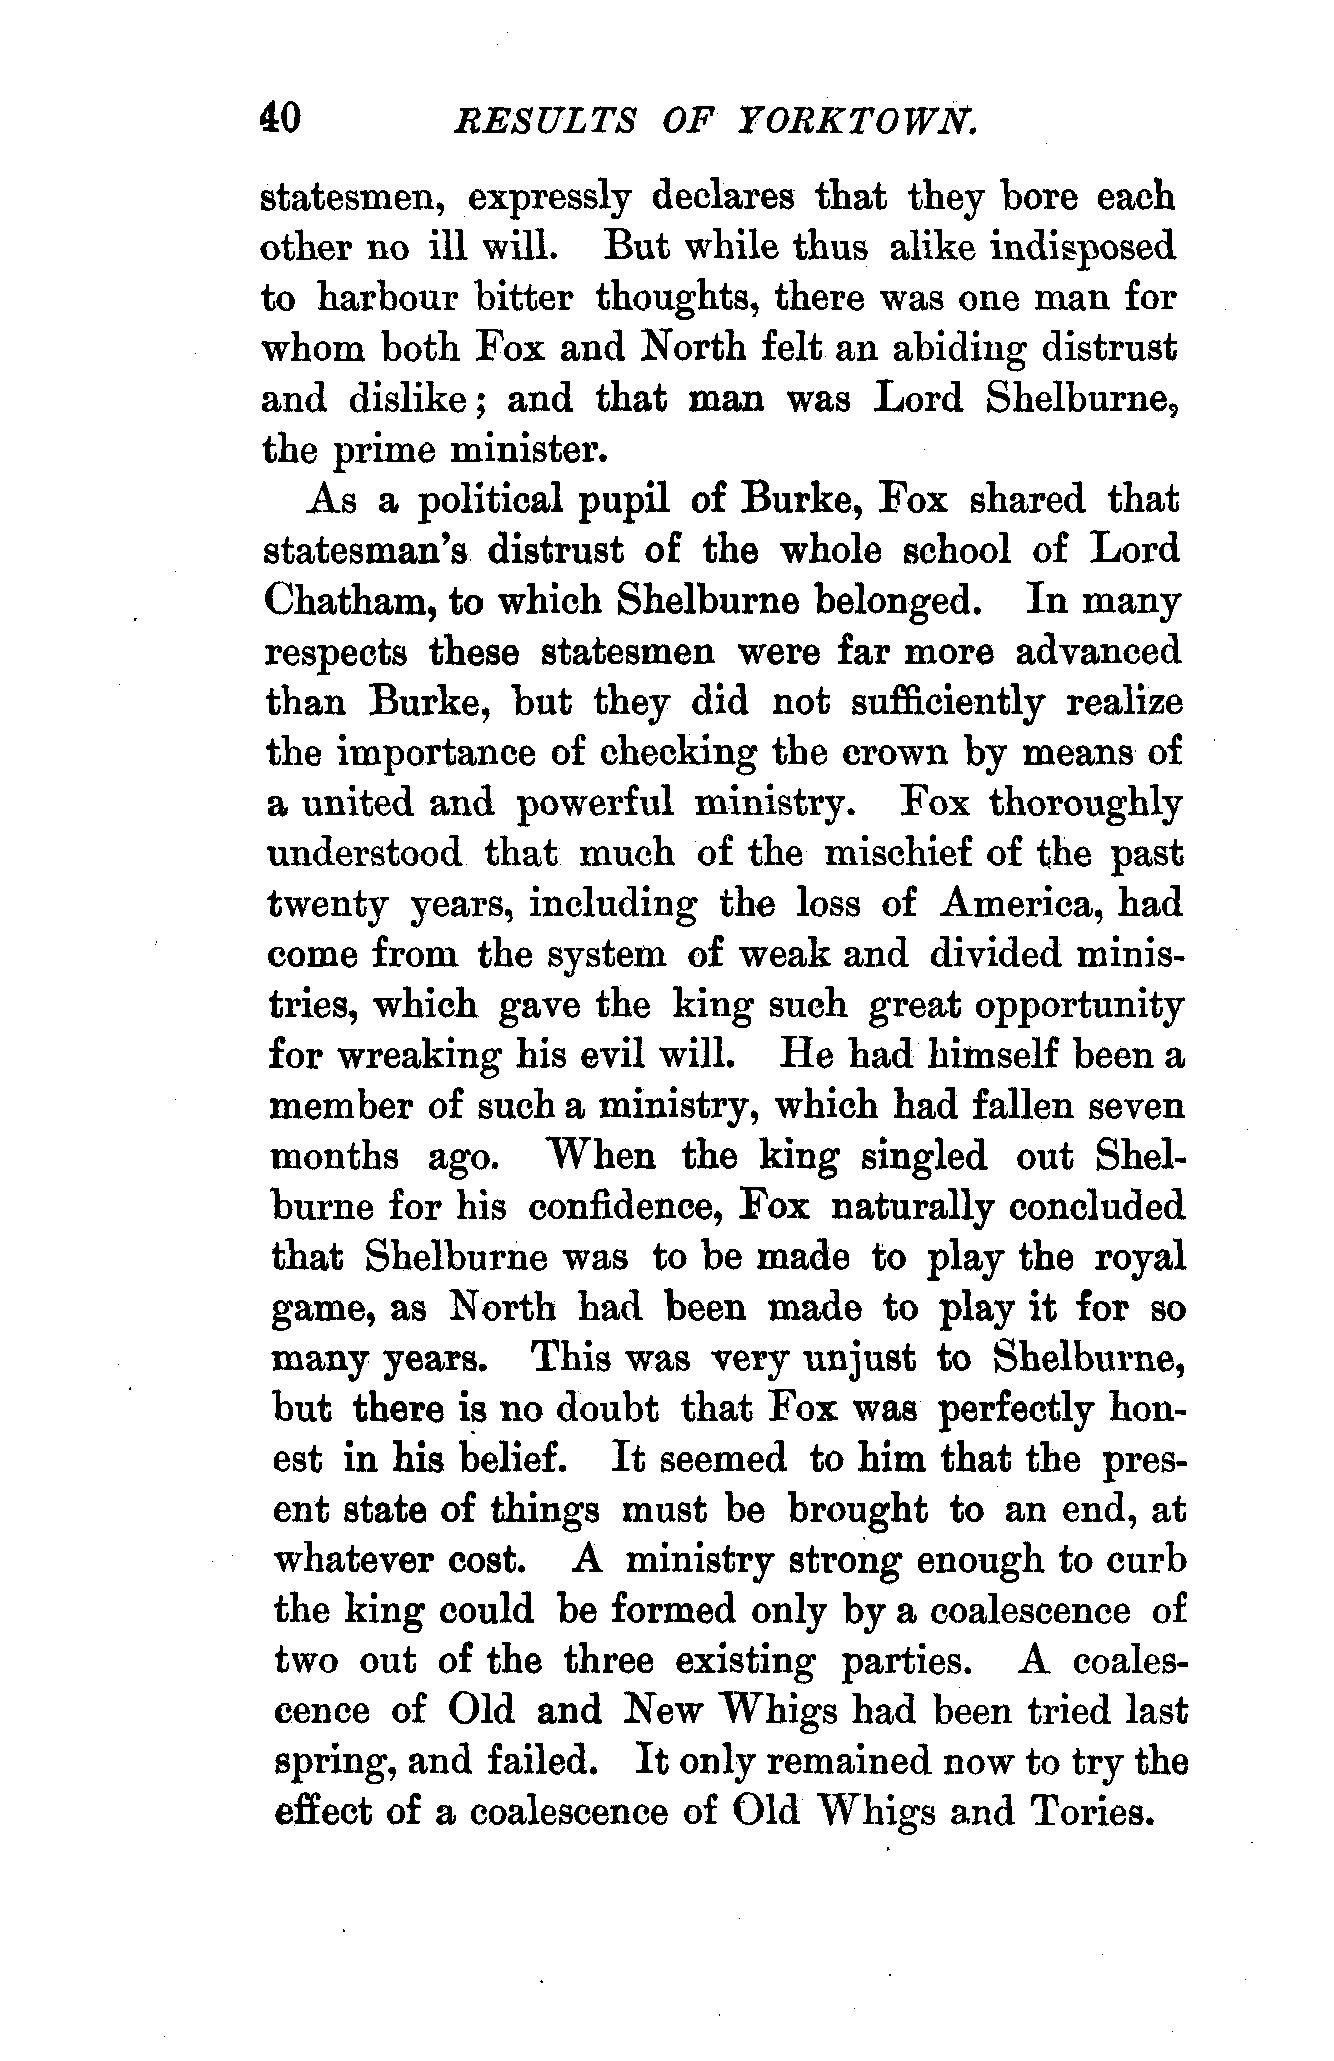 40 RESULTS OF YORKTOWN.
statesmen, expressly declares that they bore each
other no ill will. But while thus alike indisposed
to harbour bitter thoughts, there was one man for
whom both Fox and North felt an abiding distrust
and dislike; and that man was Lord Shelburne,
the prime minister.
As a political pupil of Burke, Fox shared that
statesman's distrust of the whole school of Lord
Chatham, to which Shelburne belonged. In many
respects these statesmen were far more advanced
than Burke, but they did not sufficiently realize
the importance of checking the crown by means of
a united and powerful ministry. Fox thoroughly
understood that much of the mischief of the past
twenty years, including the loss of America, had
come from the system of weak and divided minis-
tries, which gave the king such great opportunity
for wreaking his evil will. He had himself been a
member of such a ministry, which had fallen seven
months ago. When the king singled out Shel-
burne for his confidence, Fox naturally concluded
that Shelburne was to be made to play the royal
game, as North had been made to play it for so
many years. This was very unjust to Shelburne,
but there is no doubt that Fox was perfectly hon-
est in his belief. It seemed to him that the pres-
ent state of things must be brought to an end, at
whatever cost. A ministry strong enough to curb
the king could be formed only by a coalescence of
two out of the three existing parties. A coales-
cence of Old and New Whigs had been tried last
spring, and failed. It only remained now to try the
effect of a coalescence of Old Whigs and Tories.